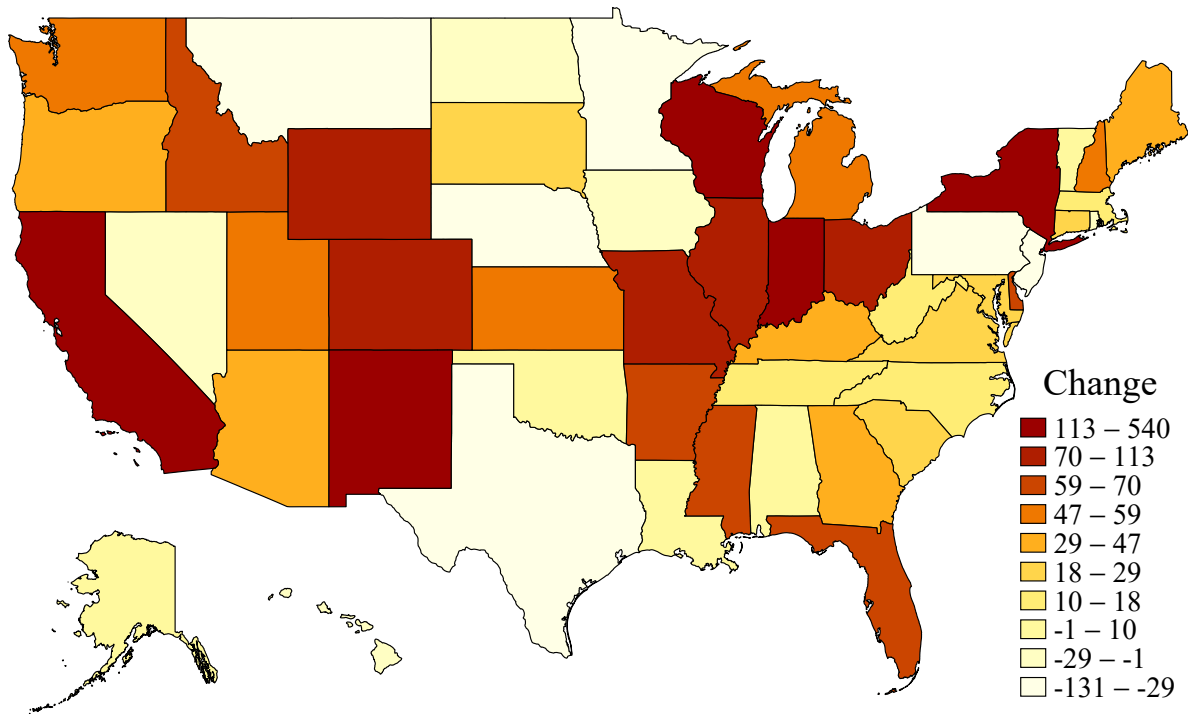 Change
113 – 540
70 – 113
59 – 70
47 – 59
29 – 47
18 – 29
10 – 18
-1 – 10
-29 – -1
-131 – -29